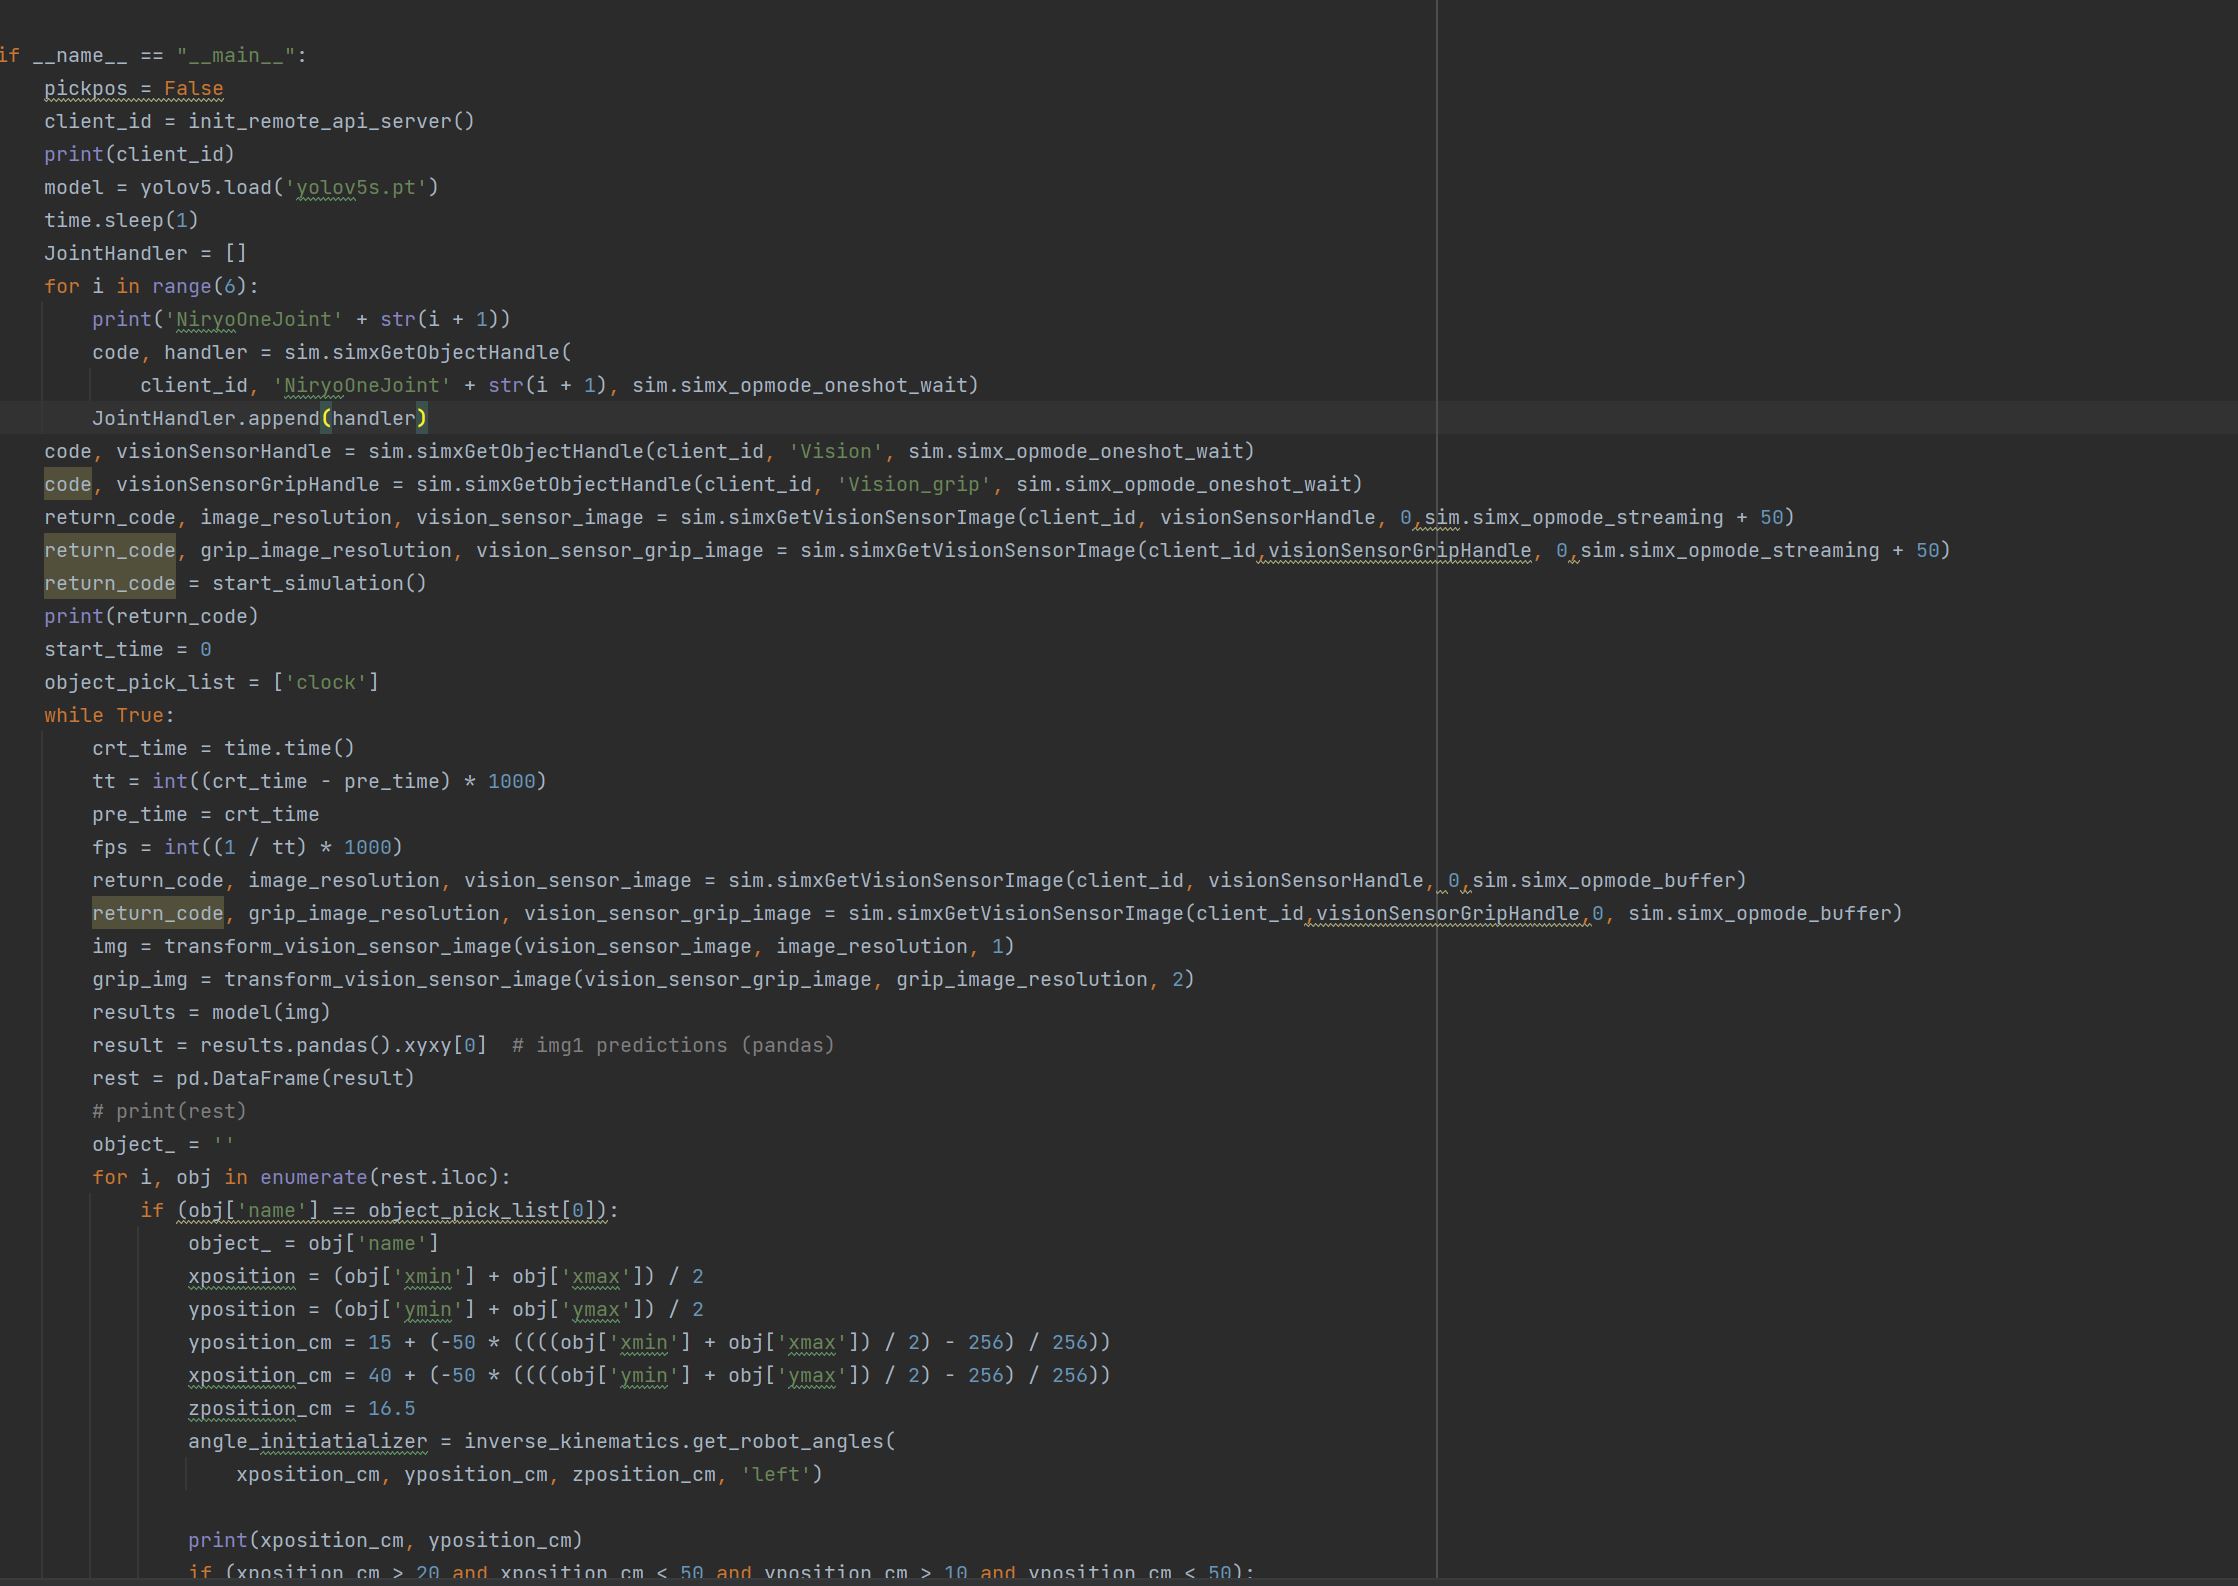 if __name__ == "__main__":
    pickpos = False
    client_id = init_remote_api_server()
    print(client_id)
    model = yolov5.load('yolov5s.pt')
    time.sleep(1)
    JointHandler = []
    for i in range(6):
        print('NiryoOneJoint' + str(i + 1))
        code, handler = sim.simxGetObjectHandle(
            client_id, 'NiryoOneJoint' + str(i + 1), sim.simx_opmode_oneshot_wait)
        JointHandler.append(handler)
    code, visionSensorHandle = sim.simxGetObjectHandle(client_id, 'Vision', sim.simx_opmode_oneshot_wait)
    code, visionSensorGripHandle = sim.simxGetObjectHandle(client_id, 'Vision_grip', sim.simx_opmode_oneshot_wait)
    return_code, image_resolution, vision_sensor_image = sim.simxGetVisionSensorImage(client_id, visionSensorHandle, 0,sim.simx_opmode_streaming + 50)
    return_code, grip_image_resolution, vision_sensor_grip_image = sim.simxGetVisionSensorImage(client_id,visionSensorGripHandle, 0,sim.simx_opmode_streaming + 50)
    return_code = start_simulation()
    print(return_code)
    start_time = 0
    object_pick_list = ['clock']
    while True:
        crt_time = time.time()
        tt = int((crt_time - pre_time) * 1000)
        pre_time = crt_time
        fps = int((1 / tt) * 1000)
        return_code, image_resolution, vision_sensor_image = sim.simxGetVisionSensorImage(client_id, visionSensorHandle, 0,sim.simx_opmode_buffer)
        return_code, grip_image_resolution, vision_sensor_grip_image = sim.simxGetVisionSensorImage(client_id,visionSensorGripHandle,0, sim.simx_opmode_buffer)
        img = transform_vision_sensor_image(vision_sensor_image, image_resolution, 1)
        grip_img = transform_vision_sensor_image(vision_sensor_grip_image, grip_image_resolution, 2)
        results = model(img)
        result = results.pandas().xyxy[0]  # img1 predictions (pandas)
        rest = pd.DataFrame(result)
        # print(rest)
        object_ = ''
        for i, obj in enumerate(rest.iloc):
            if (obj['name'] == object_pick_list[0]):
                object_ = obj['name']
                xposition = (obj['xmin'] + obj['xmax']) / 2
                yposition = (obj['ymin'] + obj['ymax']) / 2
                yposition_cm = 15 + (-50 * ((((obj['xmin'] + obj['xmax']) / 2) - 256) / 256))
                xposition_cm = 40 + (-50 * ((((obj['ymin'] + obj['ymax']) / 2) - 256) / 256))
                zposition_cm = 16.5
                angle_initiatializer = inverse_kinematics.get_robot_angles(
                    xposition_cm, yposition_cm, zposition_cm, 'left')
                print(xposition_cm, yposition_cm)
                if (xposition_cm > 20 and xposition_cm < 50 and yposition_cm > 10 and yposition_cm < 50):